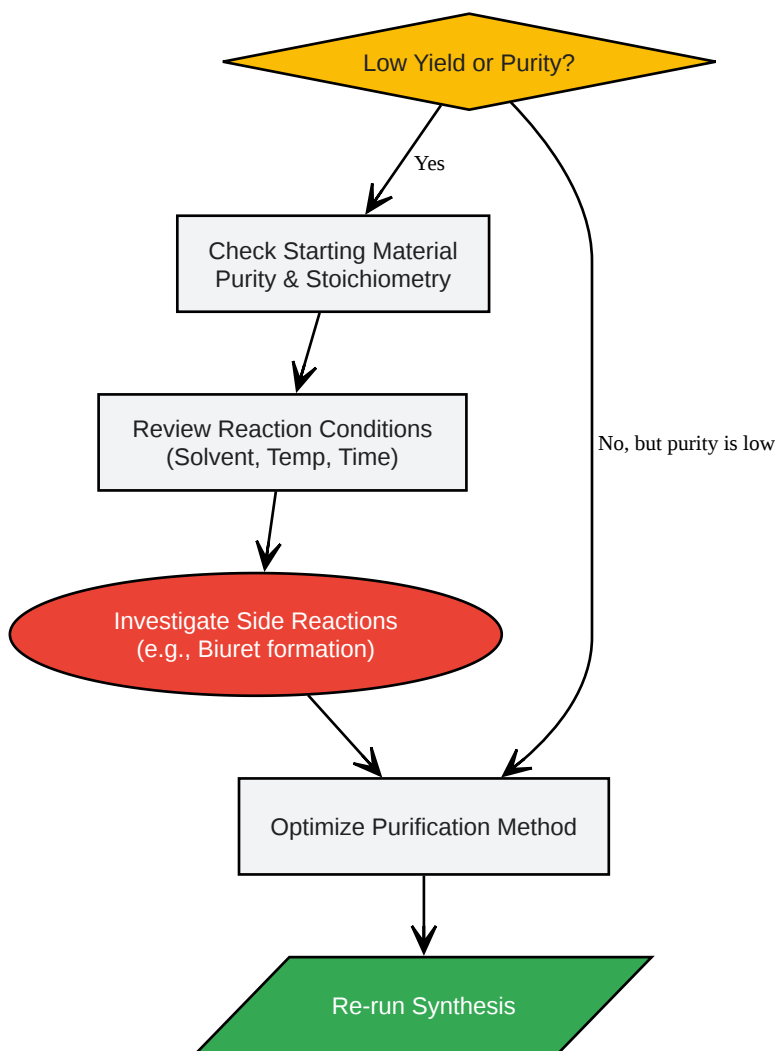 Low Yield or Purity?
Yes
Check Starting Material
Purity & Stoichiometry
Review Reaction Conditions
(Solvent, Temp, Time)
No, but purity is low
Investigate Side Reactions
(e.g., Biuret formation)
Optimize Purification Method
Re-run Synthesis